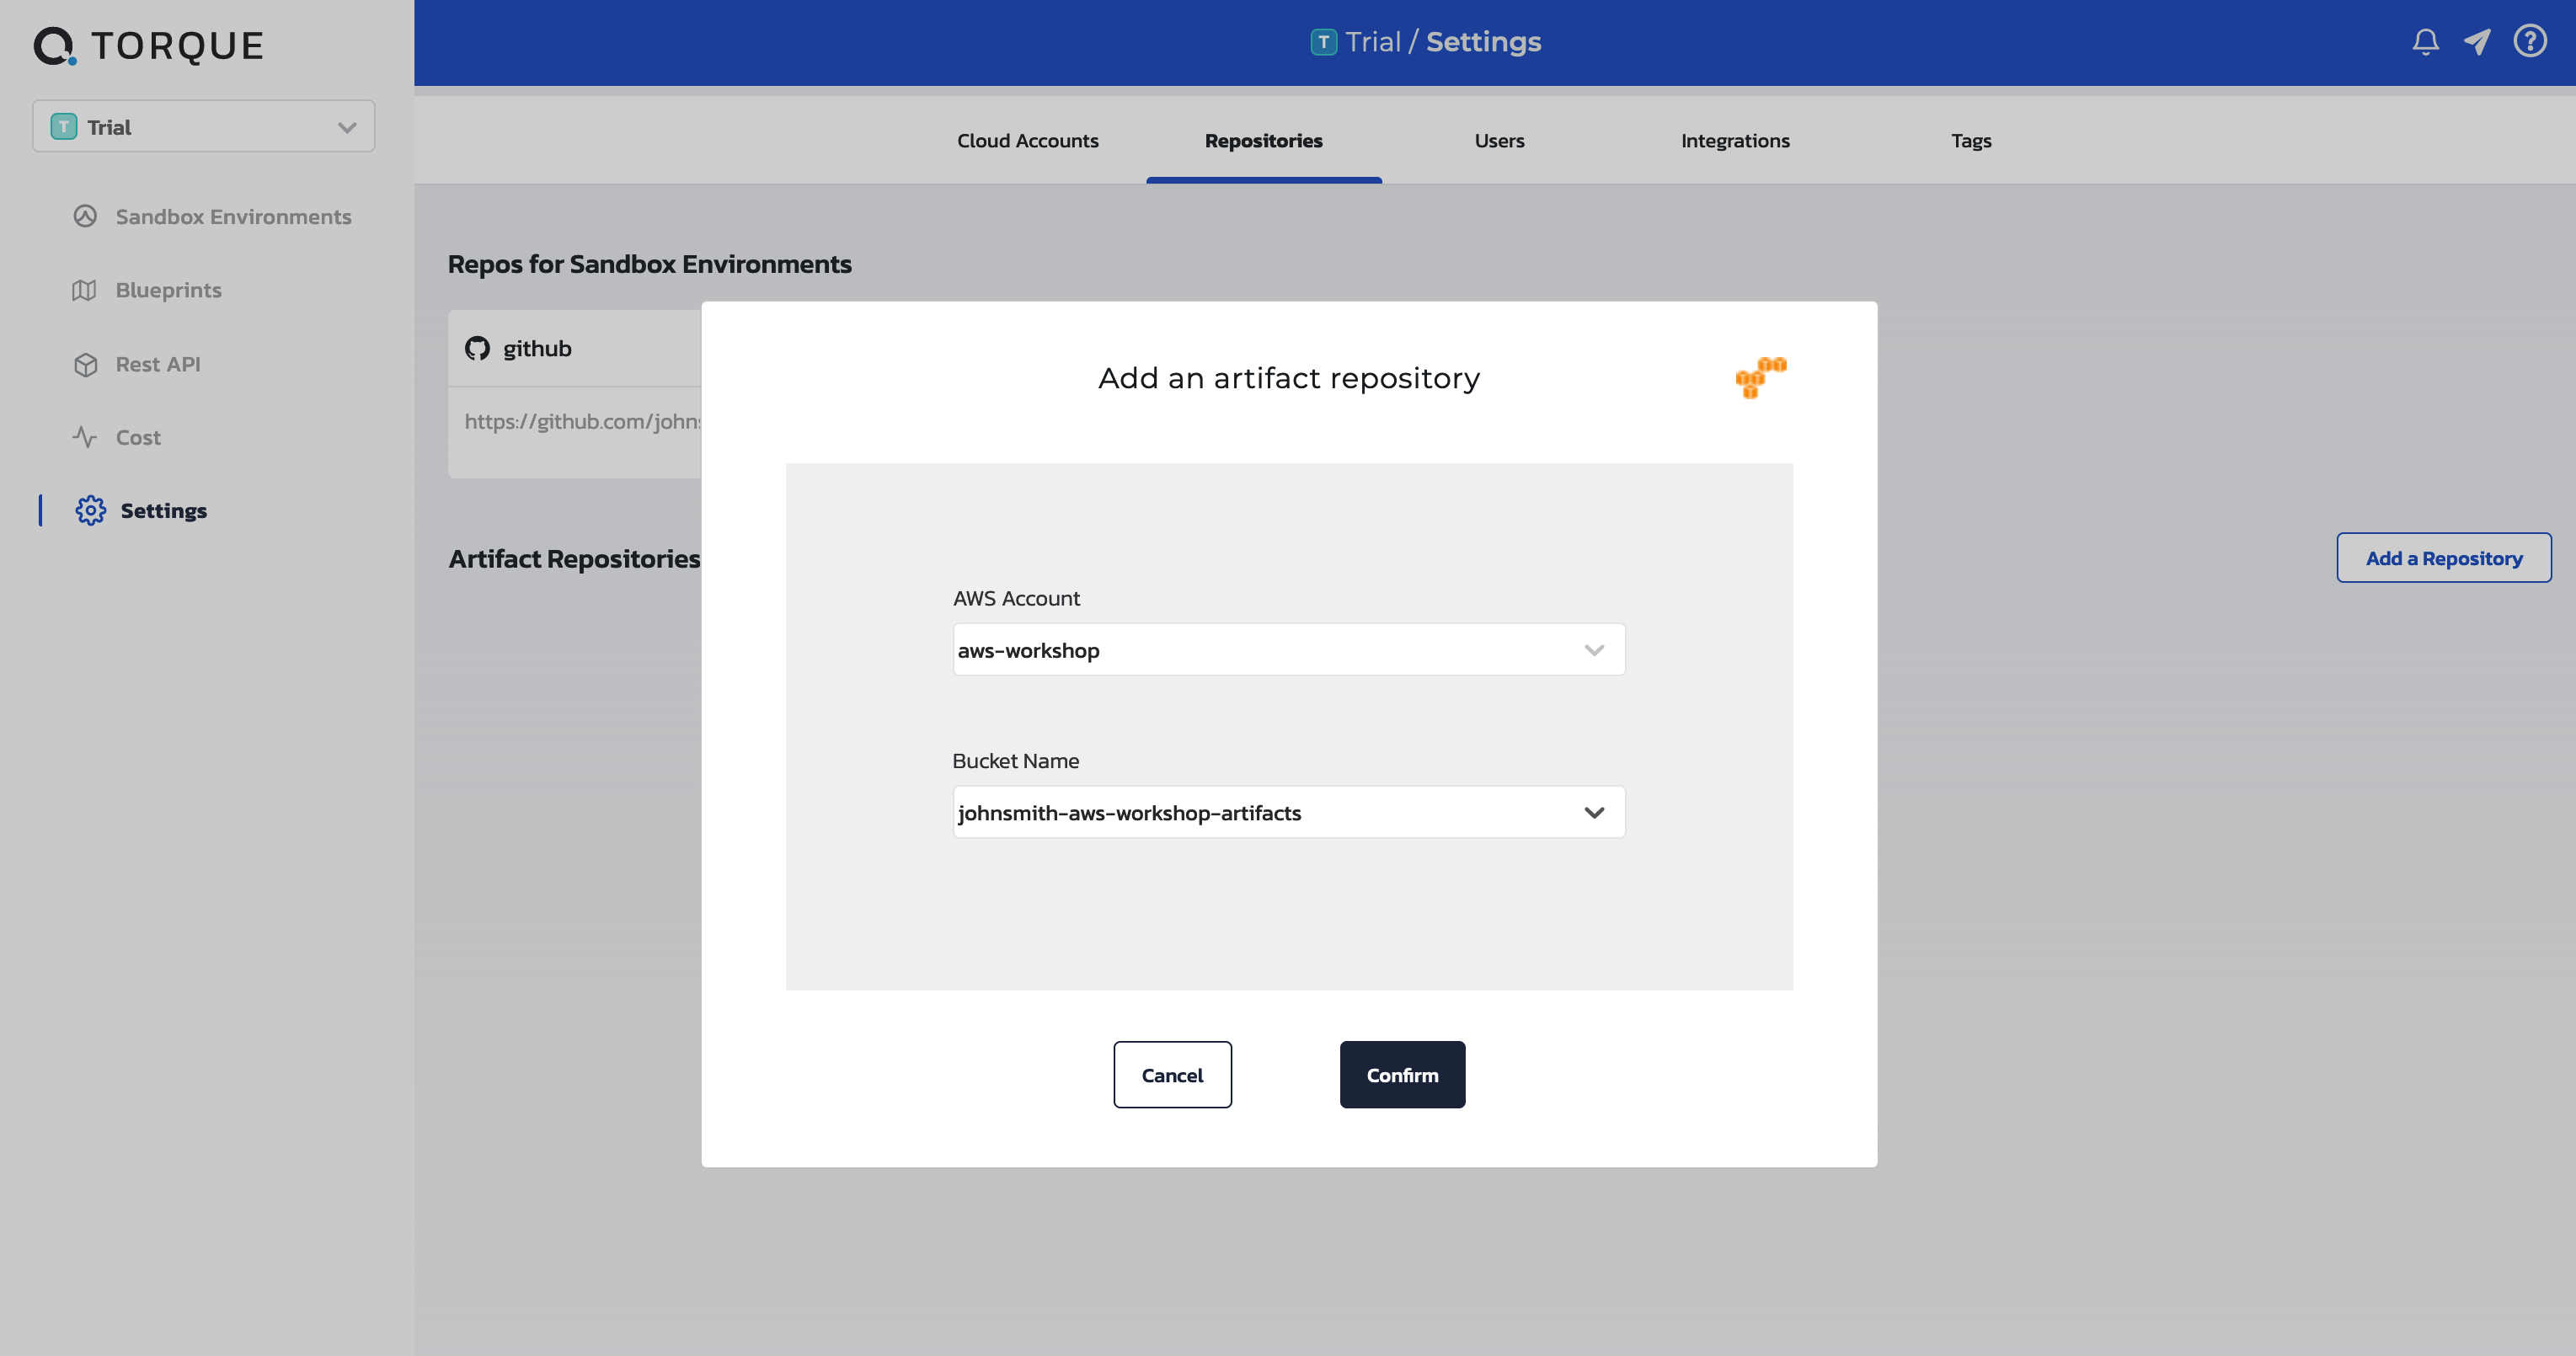 TORQUE
T Trial
Sandbox Environments
Blueprints
Rest API
Cost
Settings
T Trial / Settings
?
Cloud Accounts
Repositories
Users
Integrations
Tags
Repos for Sandbox Environments
github
https://github.com/johns
Artifact Repositories
Add a Repository
Add an artifact repository
AWS Account
aws-workshop
Bucket Name
johnsmith-aws-workshop-artifacts
Cancel
Confirm